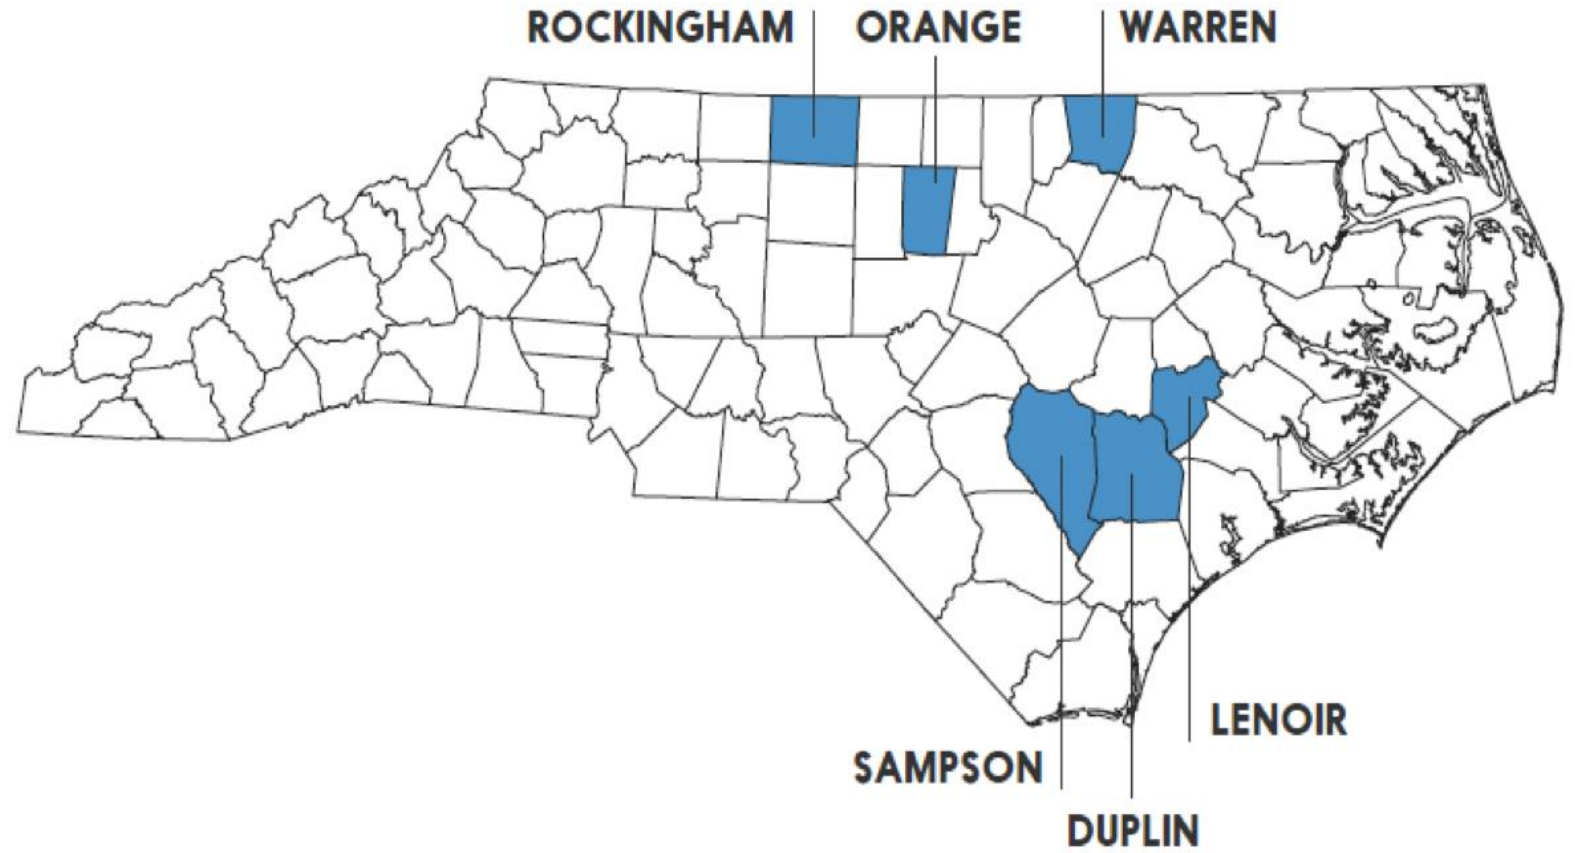 ROCKINGHAM
ORANGE
WARREN
LENOIR
SAMPSON
DUPLIN